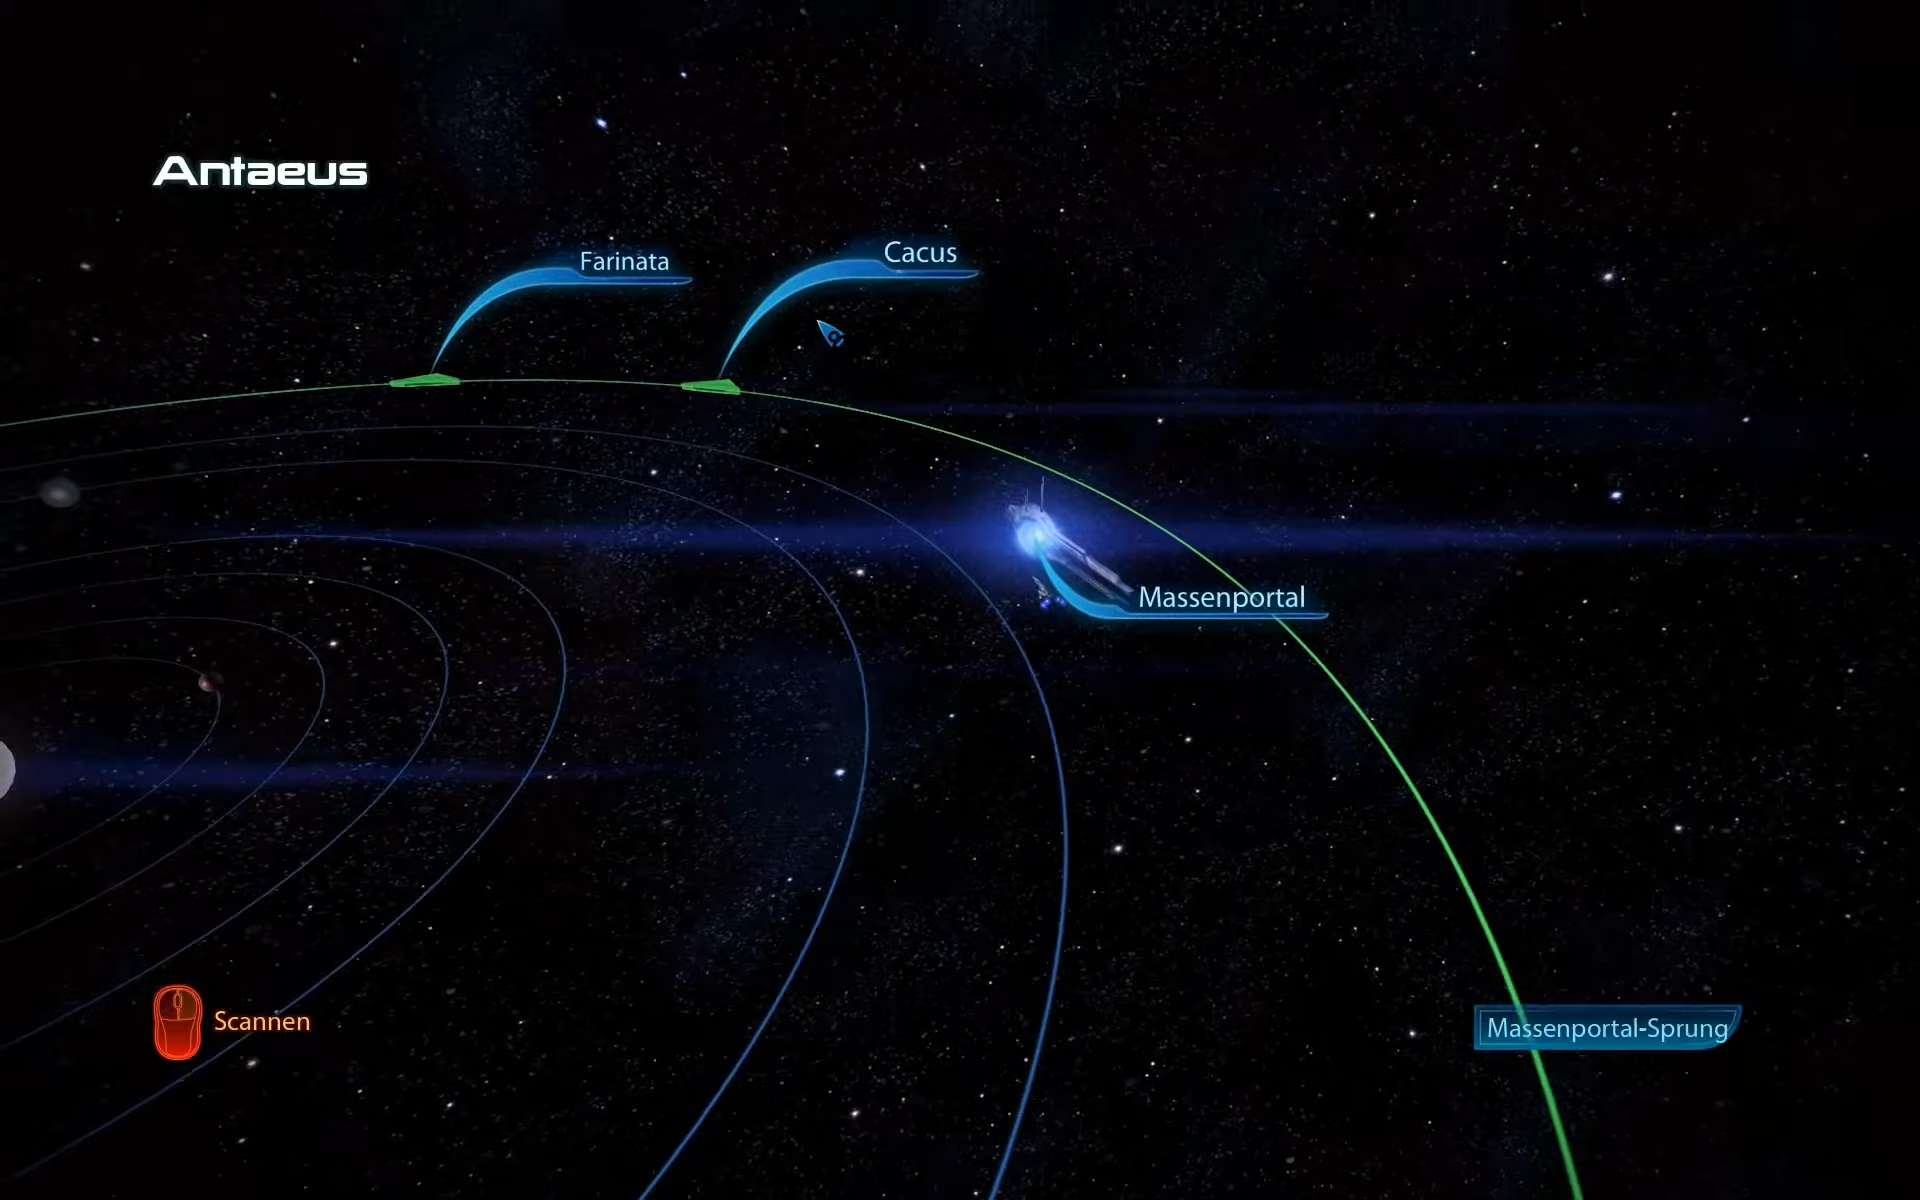 Antaeus
Farinata
Cacus
Massenportal
Scannen
Massenportal-Sprung